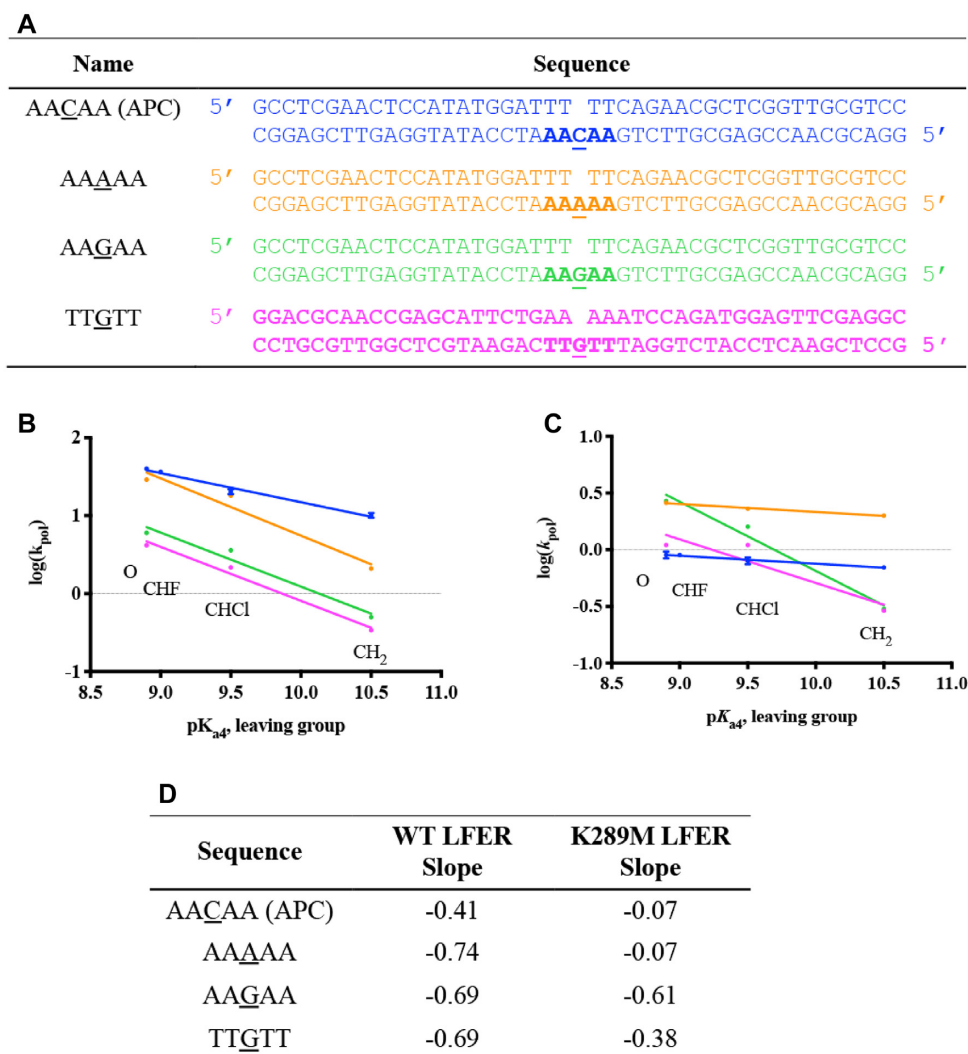 A
Name Sequence
AACAA (APC) 5′ GCCTCGAACTCCATATGGATTT TTCAGAACGCTCGGTTGCGTCC
CGGAGCTTGAGGTATACCTAAACAAGTCTTGCGAGCCAACGCAGG 5′
AAAAA 5′ GCCTCGAACTCCATATGGATTT TTCAGAACGCTCGGTTGCGTCC
CGGAGCTTGAGGTATACCTAAAAAAGTCTTGCGAGCCAACGCAGG 5′
AAGAA 5′ GCCTCGAACTCCATATGGATTT TTCAGAACGCTCGGTTGCGTCC
CGGAGCTTGAGGTATACCTAAAGAAGTCTTGCGAGCCAACGCAGG 5′
TTGTT 5′ GGACGCAACCGAGCATTCTGAA AAATCCAGATGGAGTTCGAGGC
CCTGCGTTGGCTCGTAAGACTTGTTTAGGTCTACCTCAAGCTCCG 5′
B
2
1
0
-1
log(kpol)
O
CHF
CHCl
CH2
8.5 9.0 9.5 10.0 10.5 11.0
pKa4, leaving group
C
1.0
0.5
0.0
-0.5
-1.0
log(kpol)
O
CHF
CHCl
CH2
8.5 9.0 9.5 10.0 10.5 11.0
pKa4, leaving group
D
Sequence WT LFER Slope K289M LFER Slope
AACAA (APC) -0.41 -0.07
AAAAA -0.74 -0.07
AAGAA -0.69 -0.61
TTGTT -0.69 -0.38